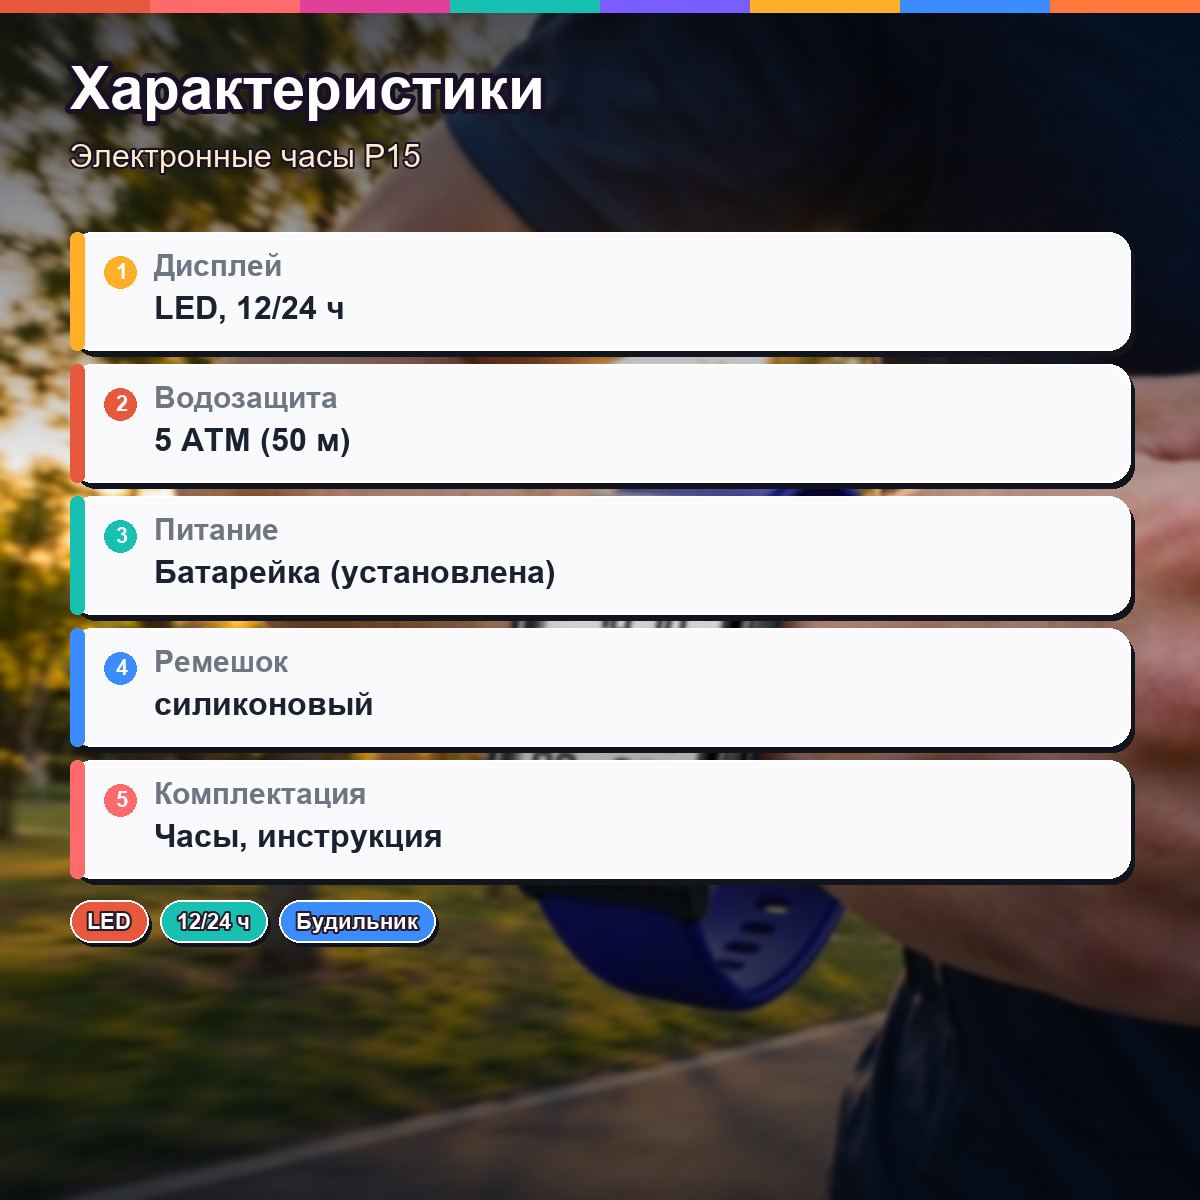 Характеристики
Электронные часы P15
1 Дисплей
LED, 12/24 ч
2 Водозащита
5 ATM (50 м)
3 Питание
Батарейка (установлена)
4 Ремешок
силиконовый
5 Комплектация
Часы, инструкция
LED 12/24 ч Будильник